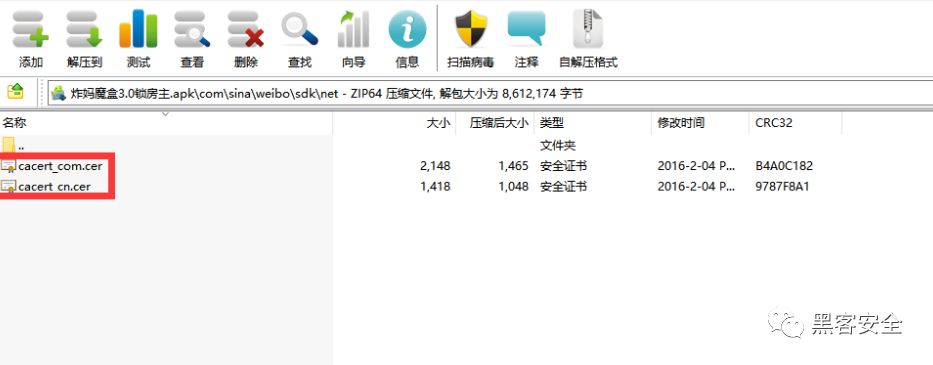 添加 解压到 测试 查看 删除 查找 向导 信息 扫描病毒 注释 自解压格式
炸妈魔盒3.0锁房主.apk\com\sina\weibo\sdk\net - ZIP64 压缩文件, 解包大小为 8,612,174 字节
名称 大小 压缩后大小 类型 修改时间 CRC32
.. 文件夹
cacert_com.cer 2,148 1,465 安全证书 2016-2-04 P... B4A0C182
cacert_cn.cer 1,418 1,048 安全证书 2016-2-04 P... 9787F8A1
黑客安全